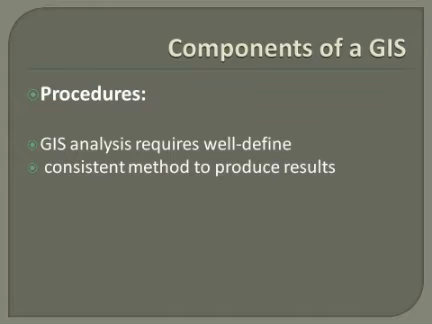 Components of a GIS
Procedures:
GIS analysis requires well-define
consistent method to produce results